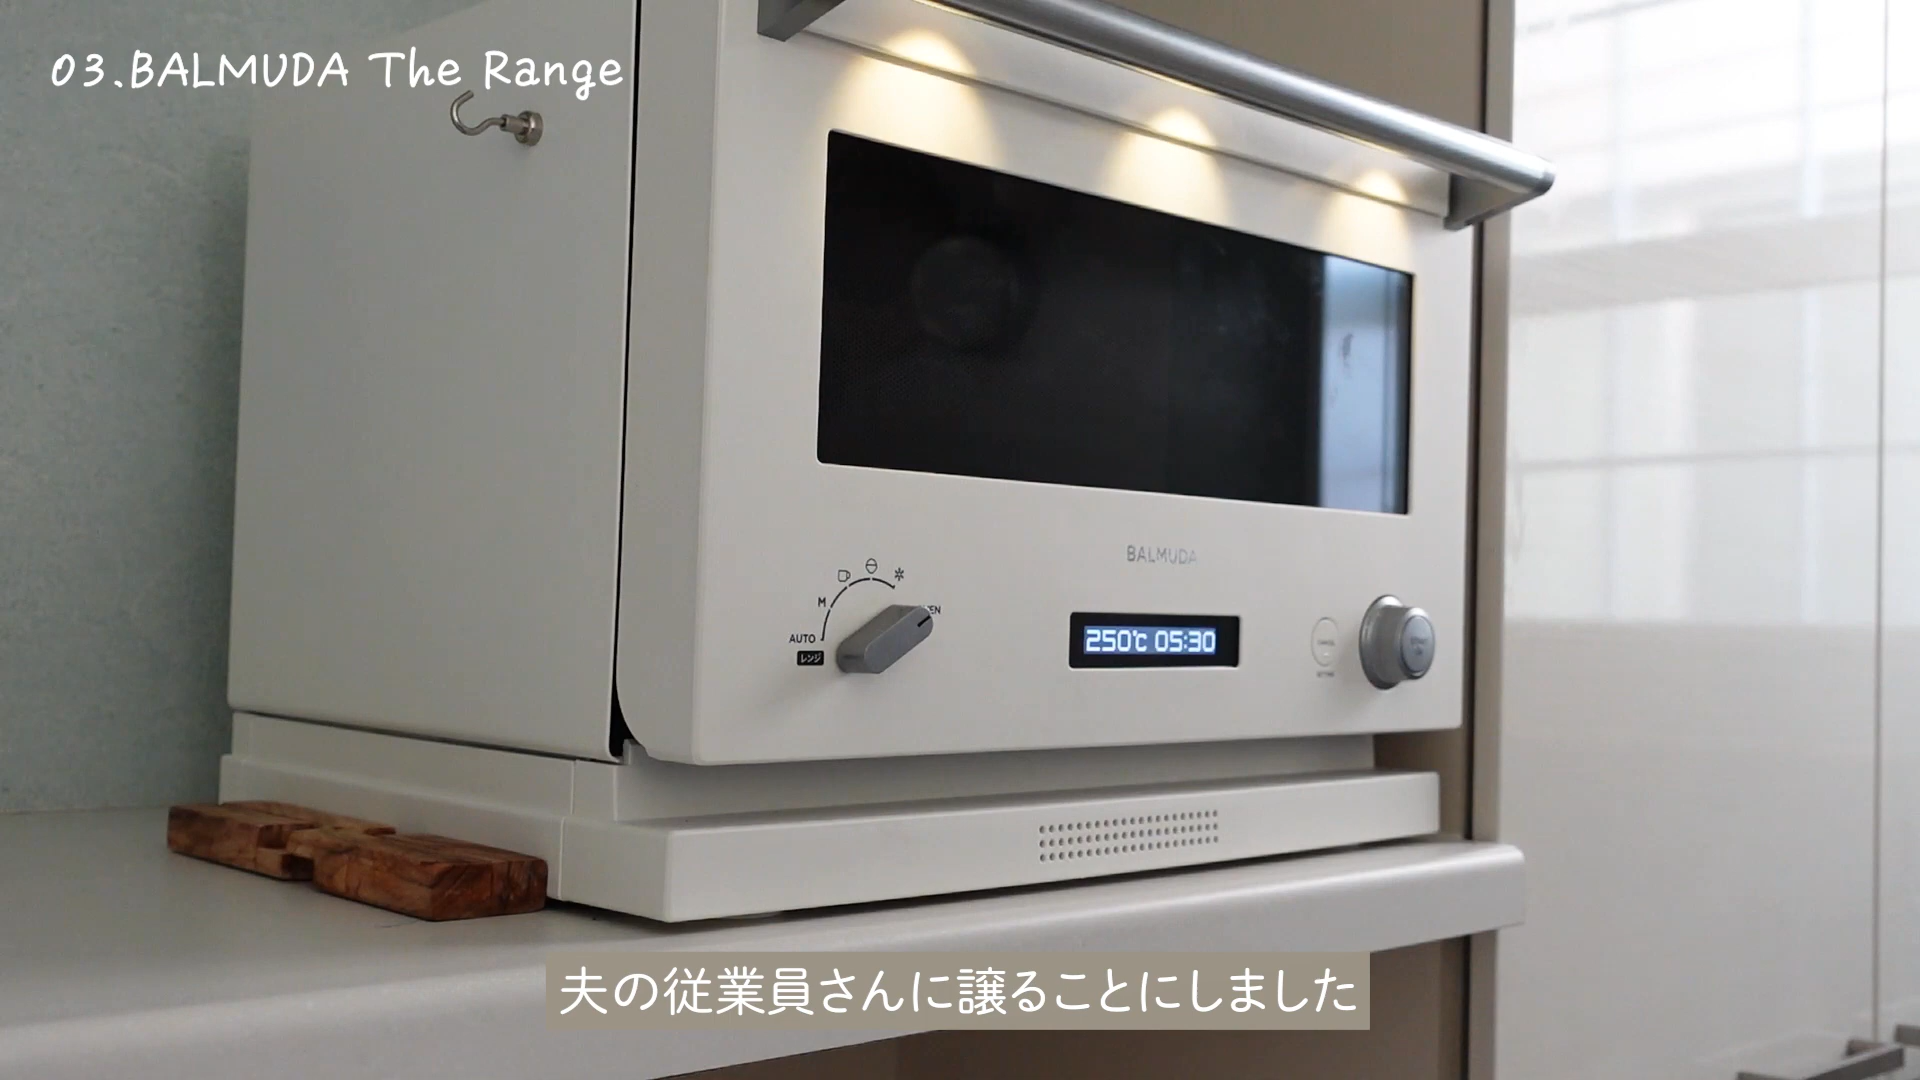 03.BALMUDA The Range
BALMUDA
M
AUTO
レンジ
250℃ 05:30
夫の従業員さんに譲ることにしました